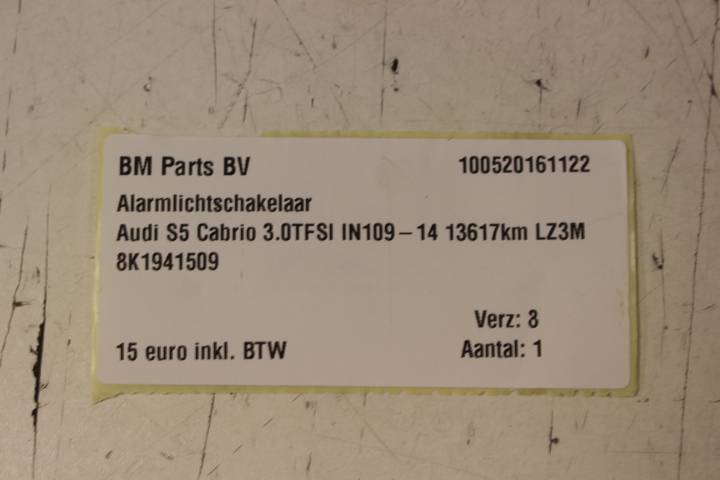 BM Parts BV 100520161122
Alarmlichtschakelaar
Audi S5 Cabrio 3.0TFSI IN109-14 13617km LZ3M
8K1941509
Verz: 8
15 euro inkl. BTW Aantal: 1